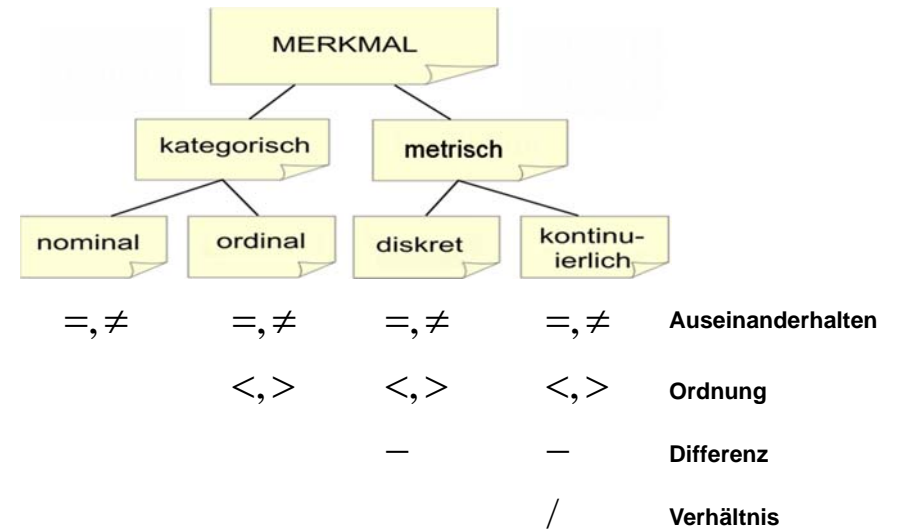 MERKMAL
kategorisch metrisch
nominal ordinal diskret kontinu-
ierlich
=,≠ =,≠ =,≠ =,≠ Auseinanderhalten
<,> <,> <,> Ordnung
− − Differenz
/ Verhältnis